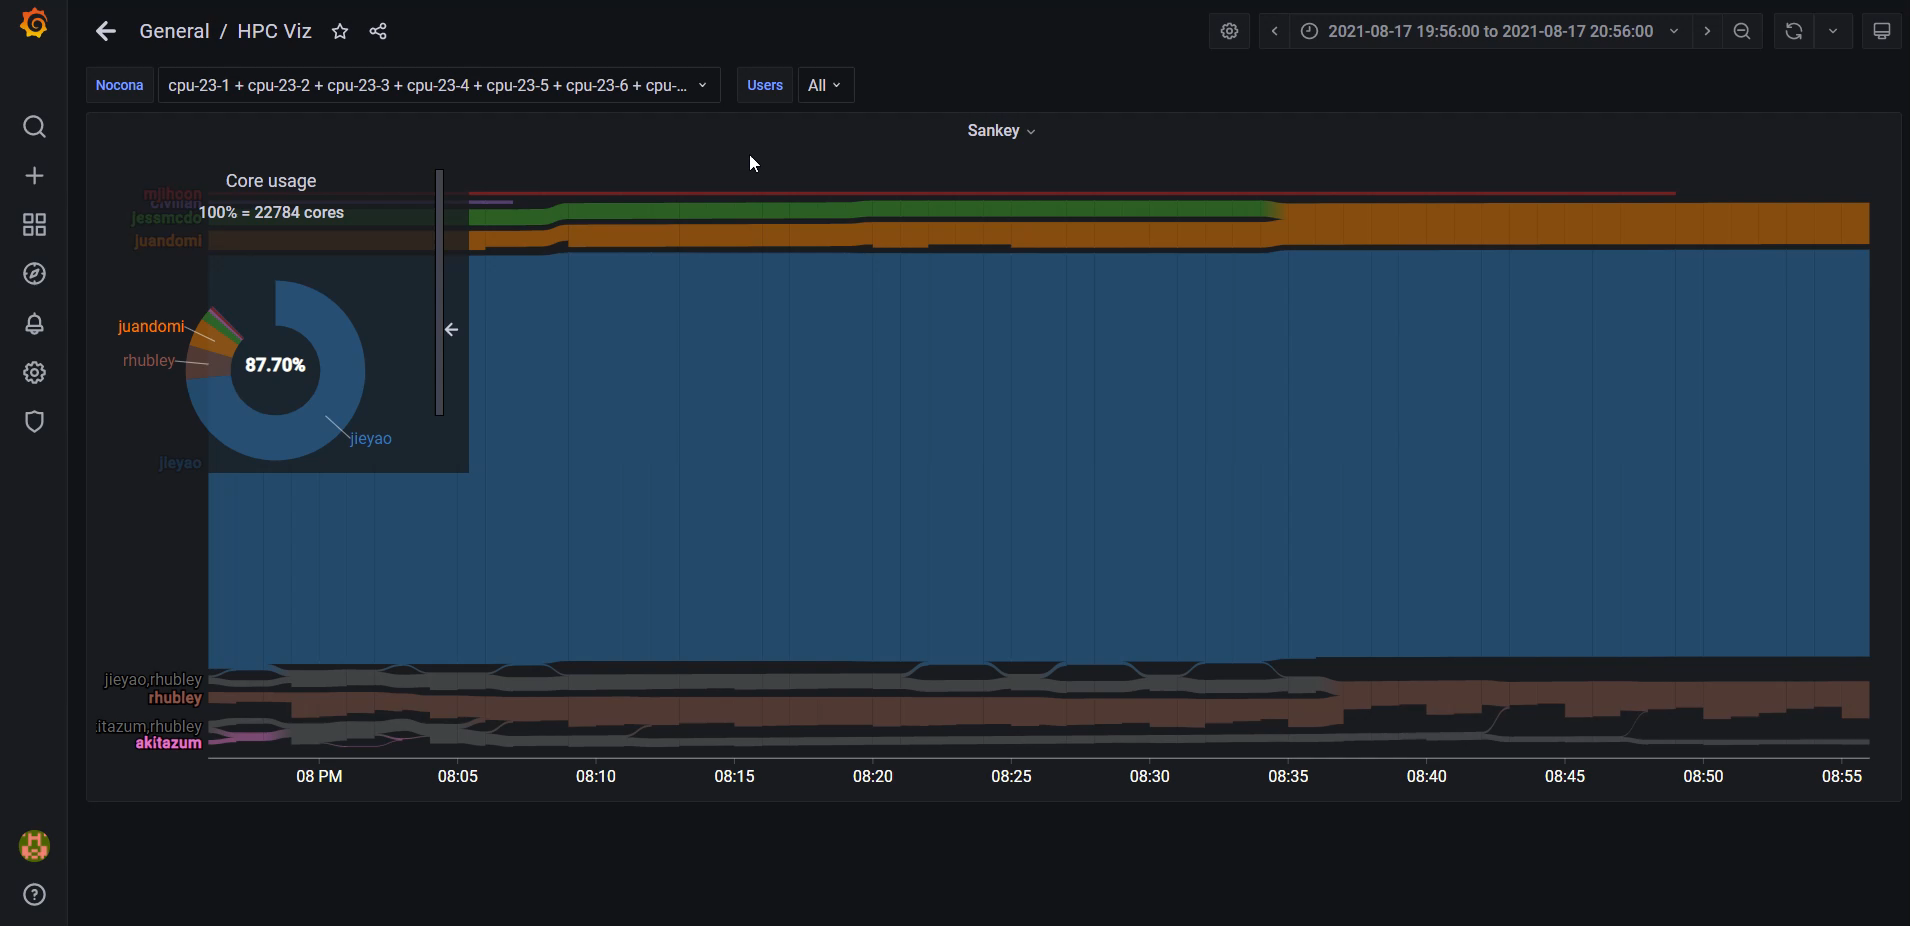 General / HPC Viz
2021-08-17 19:56:00 to 2021-08-17 20:56:00
Nocona
cpu-23-1 + cpu-23-2 + cpu-23-3 + cpu-23-4 + cpu-23-5 + cpu-23-6 + cpu-...
Users
All
Sankey
Core usage
mjihoon
100% = 22784 cores
jessmcdo
juandomi
juandomi
rhubley
87.70%
jieyao
jieyao
jieyao,rhubley
rhubley
itazum,rhubley
akitazum
08 PM
08:05
08:10
08:15
08:20
08:25
08:30
08:35
08:40
08:45
08:50
08:55